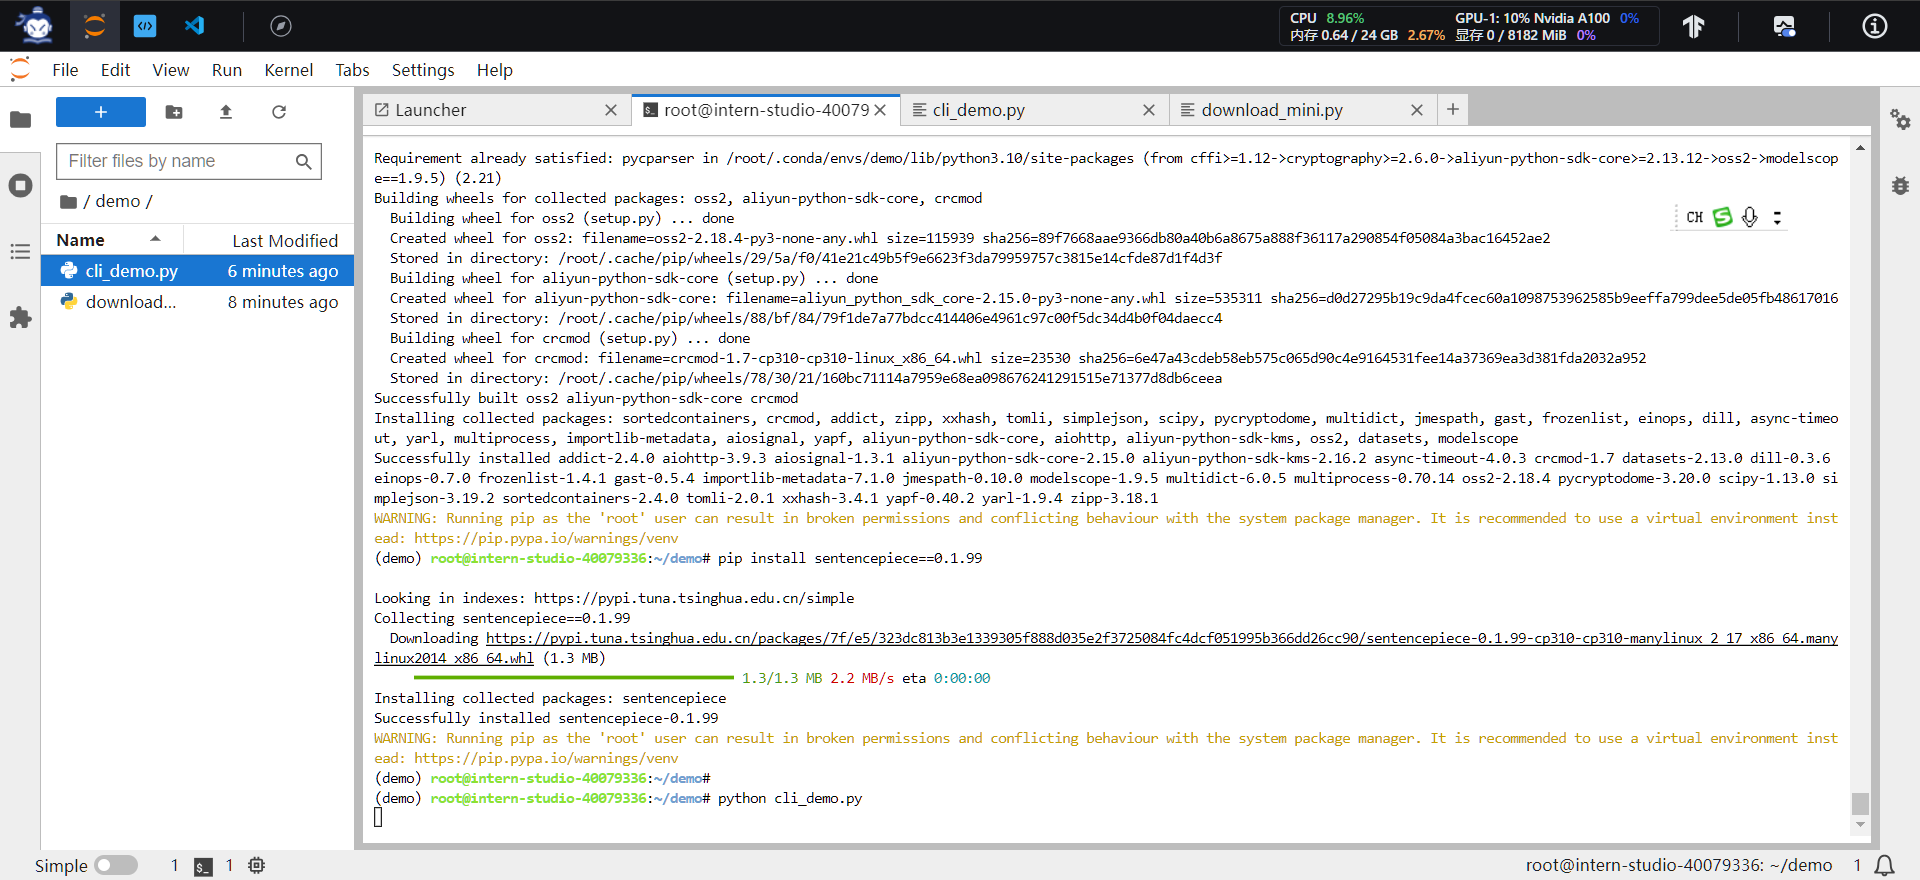 CPU 8.96% GPU-1: 10% Nvidia A100 0%
内存 0.64 / 24 GB 2.67% 显存 0 / 8182 MiB 0%
File Edit View Run Kernel Tabs Settings Help
Launcher
root@intern-studio-40079
cli_demo.py
download_mini.py
Filter files by name
/ demo /
Name Last Modified
cli_demo.py 6 minutes ago
download... 8 minutes ago
Requirement already satisfied: pycparser in /root/.conda/envs/demo/lib/python3.10/site-packages (from cffi>=1.12->cryptography>=2.6.0->aliyun-python-sdk-core>=2.13.12->oss2->modelscop
e==1.9.5) (2.21)
Building wheels for collected packages: oss2, aliyun-python-sdk-core, crcmod
Building wheel for oss2 (setup.py) ... done
Created wheel for oss2: filename=oss2-2.18.4-py3-none-any.whl size=115939 sha256=89f7668aae9366db80a40b6a8675a888f36117a290854f05084a3bac16452ae2
Stored in directory: /root/.cache/pip/wheels/29/5a/f0/41e21c49b5f9e6623f3da79959757c3815e14cfde87d1f4d3f
Building wheel for aliyun-python-sdk-core (setup.py) ... done
Created wheel for aliyun-python-sdk-core: filename=aliyun_python_sdk_core-2.15.0-py3-none-any.whl size=535311 sha256=d0d27295b19c9da4fcec60a1098753962585b9eeffa799dee5de05fb48617016
Stored in directory: /root/.cache/pip/wheels/88/bf/84/79f1de7a77bdcc414406e4961c97c00f5dc34d4b0f04daecc4
Building wheel for crcmod (setup.py) ... done
Created wheel for crcmod: filename=crcmod-1.7-cp310-cp310-linux_x86_64.whl size=23530 sha256=6e47a43cdeb58eb575c065d90c4e9164531fee14a37369ea3d381fda2032a952
Stored in directory: /root/.cache/pip/wheels/78/30/21/160bc71114a7959e68ea098676241291515e71377d8db6ceea
Successfully built oss2 aliyun-python-sdk-core crcmod
Installing collected packages: sortedcontainers, crcmod, addict, zipp, xxhash, tomli, simplejson, scipy, pycryptodome, multidict, jmespath, gast, frozenlist, einops, dill, async-timeo
ut, yarl, multiprocess, importlib-metadata, aiosignal, yapf, aliyun-python-sdk-core, aiohttp, aliyun-python-sdk-kms, oss2, datasets, modelscope
Successfully installed addict-2.4.0 aiohttp-3.9.3 aiosignal-1.3.1 aliyun-python-sdk-core-2.15.0 aliyun-python-sdk-kms-2.16.2 async-timeout-4.0.3 crcmod-1.7 datasets-2.13.0 dill-0.3.6
einops-0.7.0 frozenlist-1.4.1 gast-0.5.4 importlib-metadata-7.1.0 jmespath-0.10.0 modelscope-1.9.5 multidict-6.0.5 multiprocess-0.70.14 oss2-2.18.4 pycryptodome-3.20.0 scipy-1.13.0 si
mplejson-3.19.2 sortedcontainers-2.4.0 tomli-2.0.1 xxhash-3.4.1 yapf-0.40.2 yarl-1.9.4 zipp-3.18.1
WARNING: Running pip as the 'root' user can result in broken permissions and conflicting behaviour with the system package manager. It is recommended to use a virtual environment inst
ead: https://pip.pypa.io/warnings/venv
(demo) root@intern-studio-40079336:~/demo# pip install sentencepiece==0.1.99
Looking in indexes: https://pypi.tuna.tsinghua.edu.cn/simple
Collecting sentencepiece==0.1.99
Downloading https://pypi.tuna.tsinghua.edu.cn/packages/7f/e5/323dc813b3e1339305f888d035e2f3725084fc4dcf051995b366dd26cc90/sentencepiece-0.1.99-cp310-cp310-manylinux_2_17_x86_64.many
linux2014_x86_64.whl (1.3 MB)
1.3/1.3 MB 2.2 MB/s eta 0:00:00
Installing collected packages: sentencepiece
Successfully installed sentencepiece-0.1.99
WARNING: Running pip as the 'root' user can result in broken permissions and conflicting behaviour with the system package manager. It is recommended to use a virtual environment inst
ead: https://pip.pypa.io/warnings/venv
(demo) root@intern-studio-40079336:~/demo#
(demo) root@intern-studio-40079336:~/demo# python cli_demo.py
CH
Simple 1 1 root@intern-studio-40079336: ~/demo 1